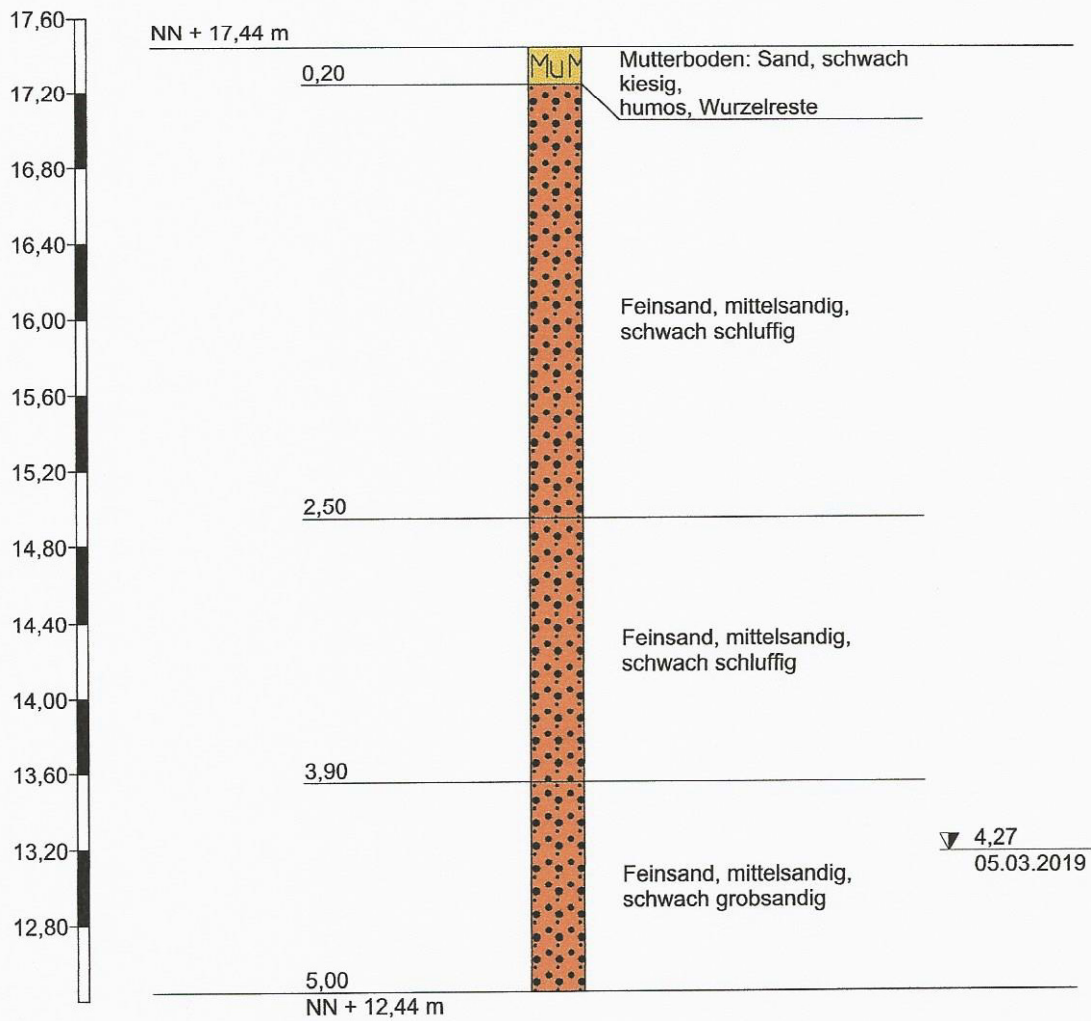 17,60
17,20
16,80
16,40
16,00
15,60
15,20
14,80
14,40
14,00
13,60
13,20
12,80
NN + 17,44 m
0,20
MuM
Mutterboden: Sand, schwach
kiesig,
humos, Wurzelreste
Feinsand, mittelsandig,
schwach schluffig
2,50
Feinsand, mittelsandig,
schwach schluffig
3,90
4,27
05.03.2019
Feinsand, mittelsandig,
schwach grobsandig
5,00
NN + 12,44 m